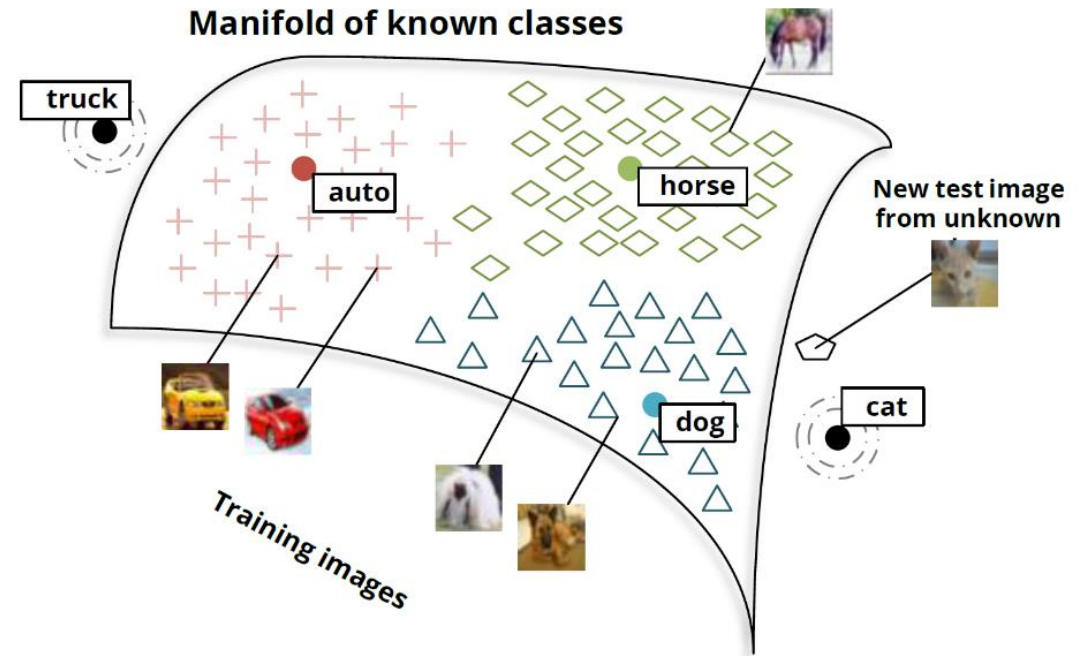 Manifold of known classes
truck
auto
horse
New test image
from unknown
cat
dog
Training images